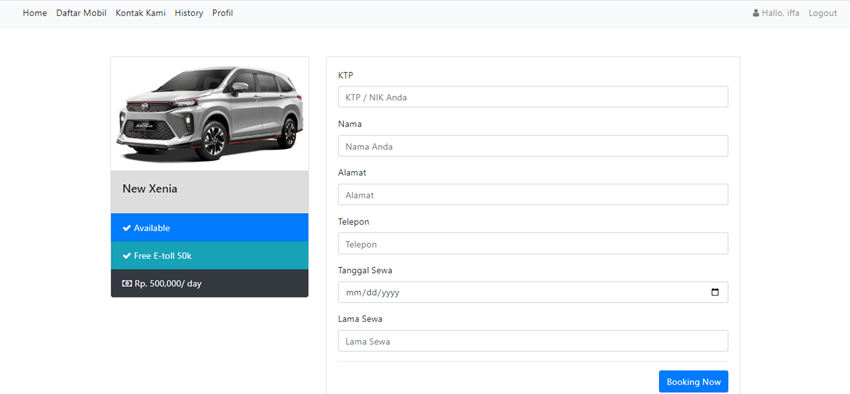 Home Daftar Mobil Kontak Kami History Profil
Hallo, iffa Logout
New Xenia
Available
Free E-toll 50k
Rp. 500,000/ day
KTP
KTP / NIK Anda
Nama
Nama Anda
Alamat
Alamat
Telepon
Telepon
Tanggal Sewa
mm/dd/yyyy
Lama Sewa
Lama Sewa
Booking Now